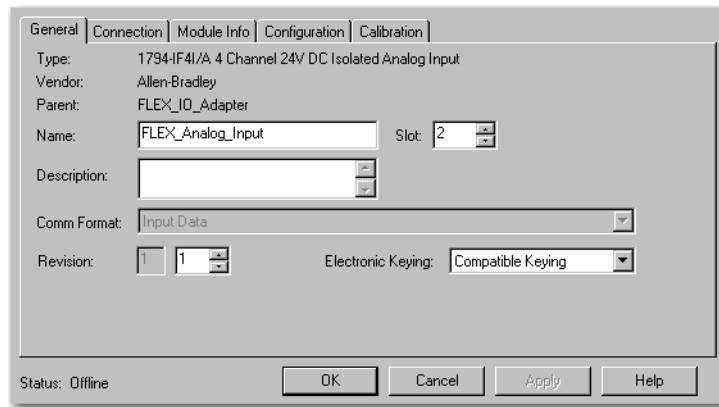 General Connection Module Info Configuration Calibration
Type: 1794-IF4I/A 4 Channel 24V DC Isolated Analog Input
Vendor: Allen-Bradley
Parent: FLEX_IO_Adapter
Name: FLEX_Analog_Input Slot: 2
Description:
Comm Format: Input Data
Revision: 1 1 Electronic Keying: Compatible Keying
Status: Offline OK Cancel Apply Help